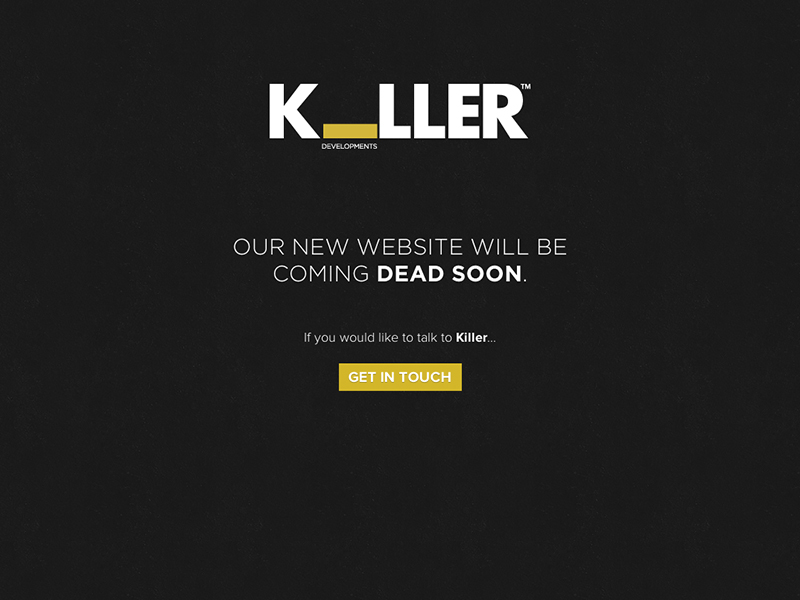 K_LLER™
DEVELOPMENTS
OUR NEW WEBSITE WILL BE
COMING DEAD SOON.
If you would like to talk to Killer...
GET IN TOUCH